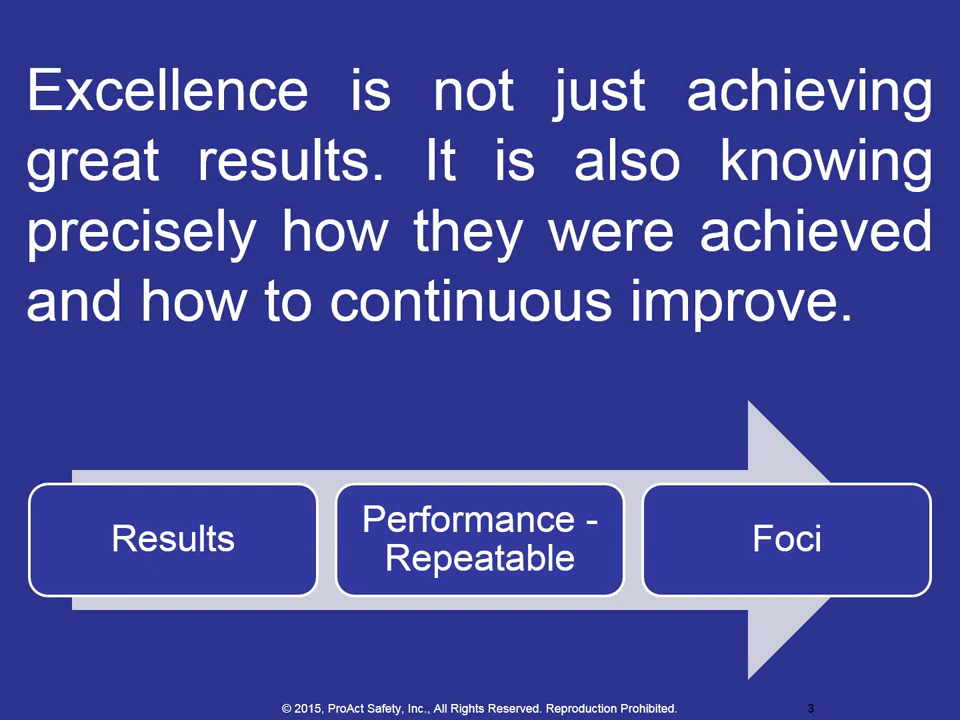 Excellence is not just achieving
great results. It is also knowing
precisely how they were achieved
and how to continuous improve.
Results
Performance -
Repeatable
Foci
© 2015, ProAct Safety, Inc., All Rights Reserved. Reproduction Prohibited.
3